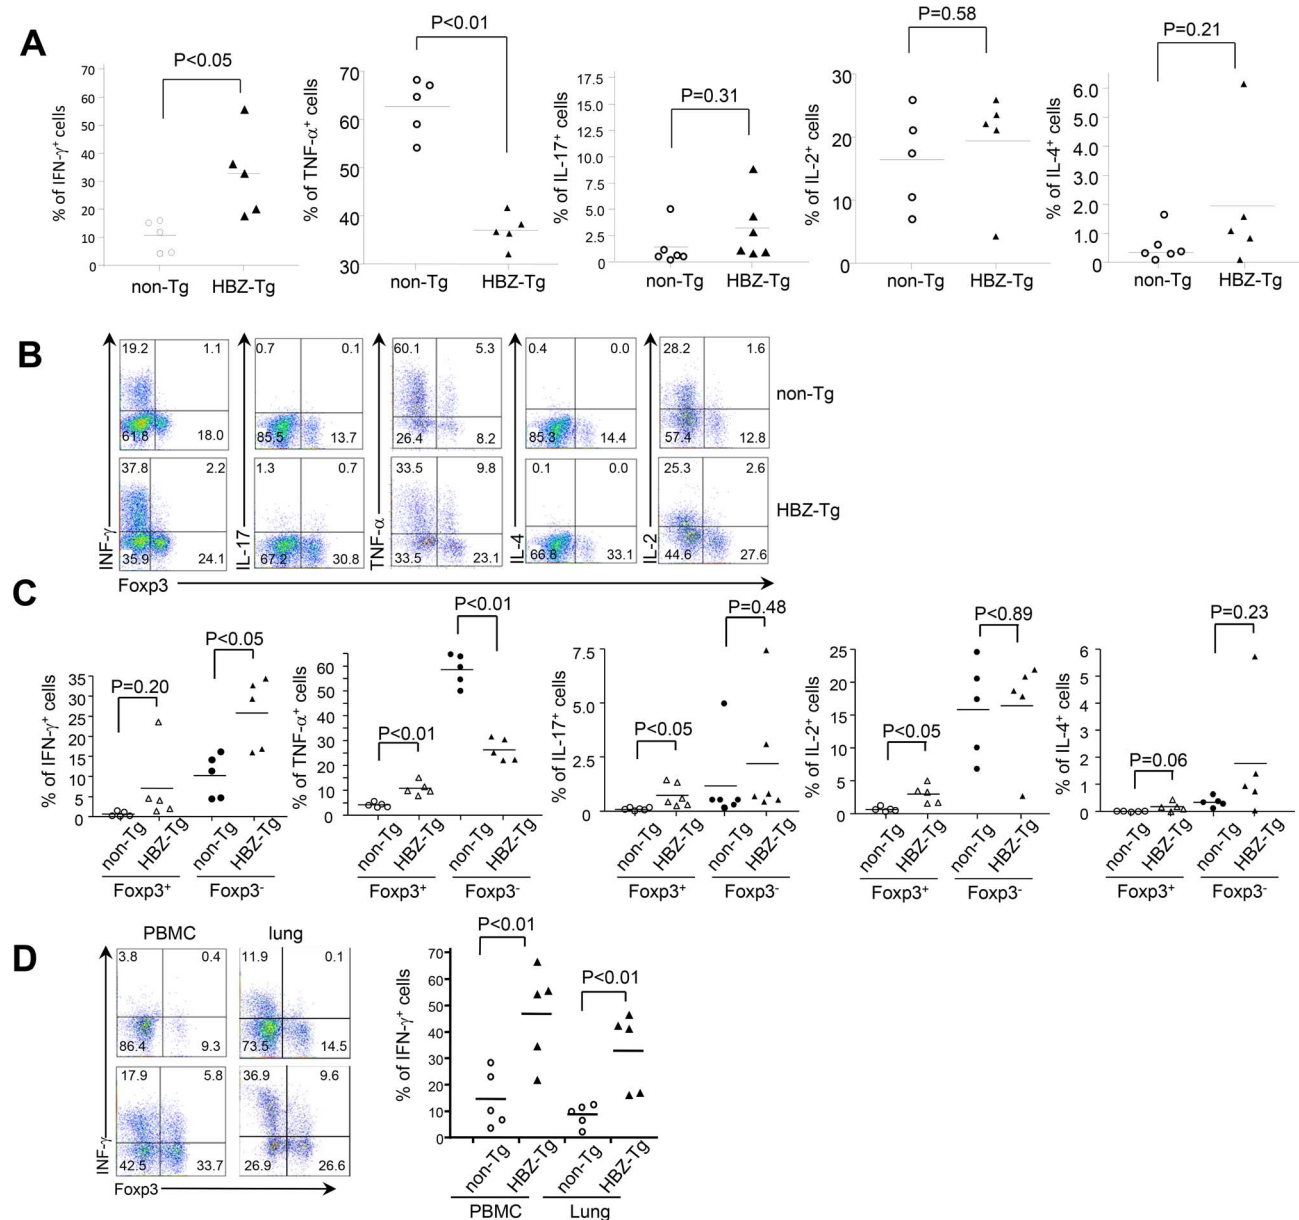 A
P<0.05
P<0.01
P=0.31
P=0.58
P=0.21
% of IFN-γ+ cells
70
60
50
40
30
20
10
0
non-Tg HBZ-Tg
% of TNF-α+ cells
70
60
50
40
30
non-Tg HBZ-Tg
% of IL-17+ cells
17.5
15.0
12.5
10.0
7.5
5.0
2.5
0
non-Tg HBZ-Tg
% of IL-2+ cells
30
20
10
0
non-Tg HBZ-Tg
% of IL-4+ cells
6.0
5.0
4.0
3.0
2.0
1.0
0
non-Tg HBZ-Tg
B
19.2 1.1
61.8 18.0
0.7 0.1
85.5 13.7
60.1 5.3
26.4 8.2
0.4 0.0
85.3 14.4
28.2 1.6
57.4 12.8
non-Tg
37.8 2.2
35.9 24.1
1.3 0.7
67.2 30.8
33.5 9.8
33.5 23.1
0.1 0.0
66.8 33.1
25.3 2.6
44.6 27.6
HBZ-Tg
INF-γ
IL-17
TNF-α
IL-4
IL-2
Foxp3
C
% of IFN-γ+ cells
35
30
25
20
15
10
5
0
P=0.20
P<0.05
non-Tg HBZ-Tg non-Tg HBZ-Tg
Foxp3+ Foxp3-
% of TNF-α+ cells
60
50
40
30
20
10
0
P<0.01
P<0.01
non-Tg HBZ-Tg non-Tg HBZ-Tg
Foxp3+ Foxp3-
% of IL-17+ cells
7.5
5.0
2.5
0
P<0.05
P=0.48
non-Tg HBZ-Tg non-Tg HBZ-Tg
Foxp3+ Foxp3-
% of IL-2+ cells
25
20
15
10
5
0
P<0.05
P<0.89
non-Tg HBZ-Tg non-Tg HBZ-Tg
Foxp3+ Foxp3-
% of IL-4+ cells
6
5
4
3
2
1
0
P=0.06
P=0.23
non-Tg HBZ-Tg non-Tg HBZ-Tg
Foxp3+ Foxp3-
D
PBMC lung
3.8 0.4
86.4 9.3
11.9 0.1
73.5 14.5
17.9 5.8
42.5 33.7
36.9 9.6
26.9 26.6
INF-γ
Foxp3
% of IFN-γ+ cells
70
60
50
40
30
20
10
0
P<0.01
P<0.01
non-Tg HBZ-Tg non-Tg HBZ-Tg
PBMC Lung